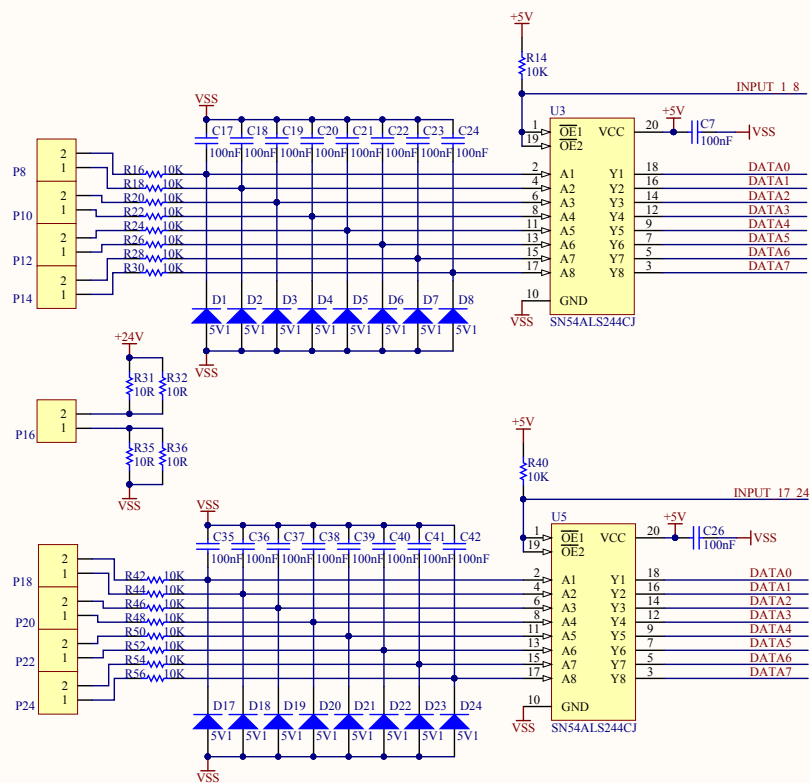 +5V
R14
10K
INPUT_1_8
VSS
C17 C18 C19 C20 C21 C22 C23 C24
100nF 100nF 100nF 100nF 100nF 100nF 100nF 100nF
U3
+5V
1 OE1 VCC 20
19 OE2
C7
100nF
VSS
P8 2
1
P10 2
1
P12 2
1
P14 2
1
R16 10K
R18 10K
R20 10K
R22 10K
R24 10K
R26 10K
R28 10K
R30 10K
2 A1 Y1 18 DATA0
4 A2 Y2 16 DATA1
6 A3 Y3 14 DATA2
8 A4 Y4 12 DATA3
11 A5 Y5 9 DATA4
13 A6 Y6 7 DATA5
15 A7 Y7 5 DATA6
17 A8 Y8 3 DATA7
10 GND
VSS
SN54ALS244CJ
D1 D2 D3 D4 D5 D6 D7 D8
5V1 5V1 5V1 5V1 5V1 5V1 5V1 5V1
VSS
+24V
R31 R32
10R 10R
P16 2
1
R35 R36
10R 10R
VSS
+5V
R40
10K
INPUT_17_24
VSS
C35 C36 C37 C38 C39 C40 C41 C42
100nF 100nF 100nF 100nF 100nF 100nF 100nF 100nF
U5
+5V
1 OE1 VCC 20
19 OE2
C26
100nF
VSS
P18 2
1
P20 2
1
P22 2
1
P24 2
1
R42 10K
R44 10K
R46 10K
R48 10K
R50 10K
R52 10K
R54 10K
R56 10K
2 A1 Y1 18 DATA0
4 A2 Y2 16 DATA1
6 A3 Y3 14 DATA2
8 A4 Y4 12 DATA3
11 A5 Y5 9 DATA4
13 A6 Y6 7 DATA5
15 A7 Y7 5 DATA6
17 A8 Y8 3 DATA7
10 GND
VSS
SN54ALS244CJ
D17 D18 D19 D20 D21 D22 D23 D24
5V1 5V1 5V1 5V1 5V1 5V1 5V1 5V1
VSS